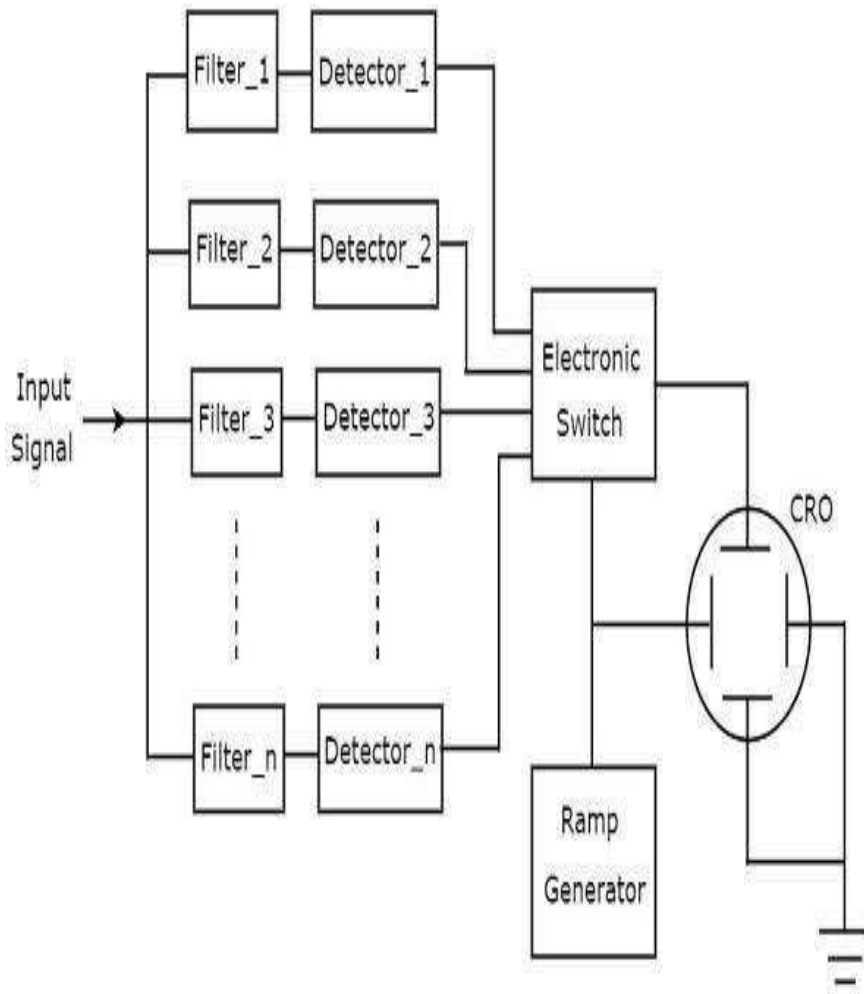 Filter_1
Detector_1
Filter_2
Detector_2
Input
Signal
Filter_3
Detector_3
Electronic
Switch
CRO
Filter_n
Detector_n
Ramp
Generator